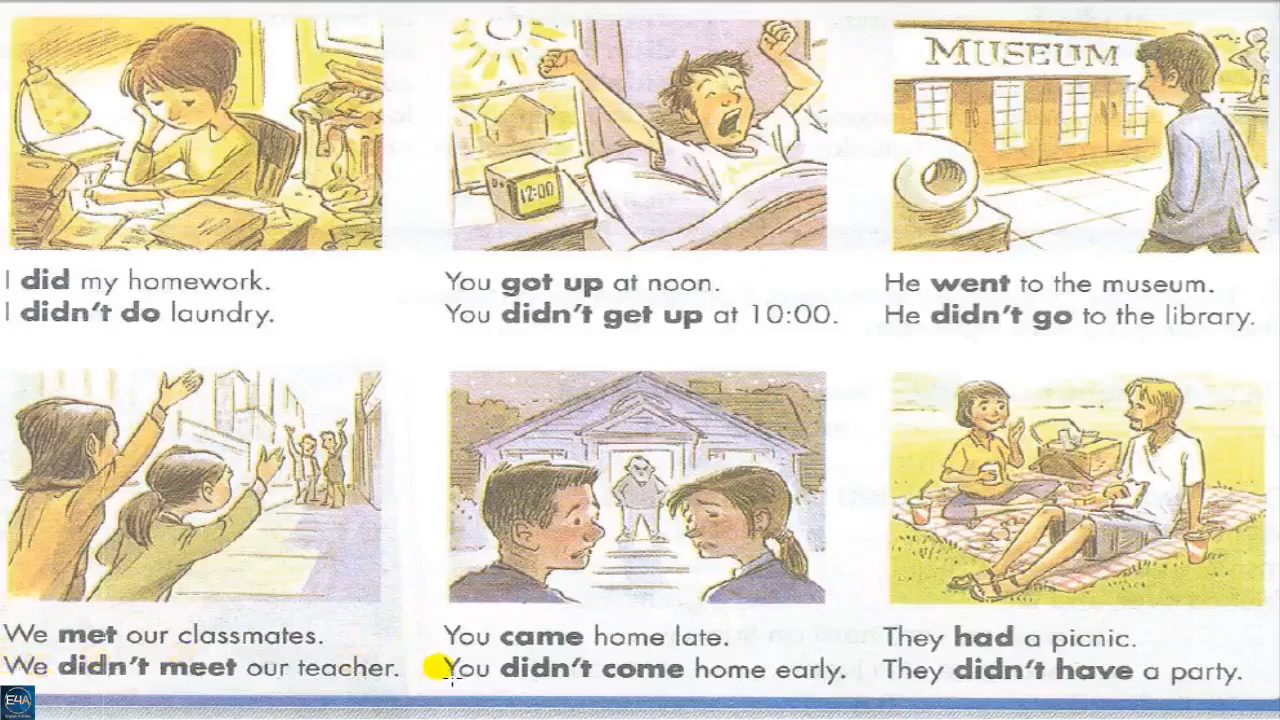 MUSEUM
12:00
I did my homework.
I didn't do laundry.
You got up at noon.
You didn't get up at 10:00.
He went to the museum.
He didn't go to the library.
We met our classmates.
We didn't meet our teacher.
You came home late.
You didn't come home early.
They had a picnic.
They didn't have a party.
E4A